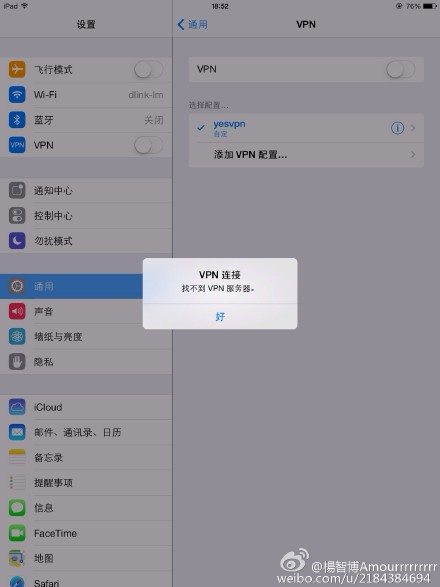 iPad
18:52
76%
设置
飞行模式
Wi-Fi
dlink-lm
蓝牙
关闭
VPN
通知中心
控制中心
勿扰模式
通用
声音
墙纸与亮度
隐私
iCloud
邮件、通讯录、日历
备忘录
提醒事项
信息
FaceTime
地图
Safari
通用
VPN
VPN
选择配置...
yesvpn
自定
添加 VPN 配置...
VPN 连接
找不到 VPN 服务器。
好
@楊智博Amourrrrrrrrr
weibo.com/u/2184384694